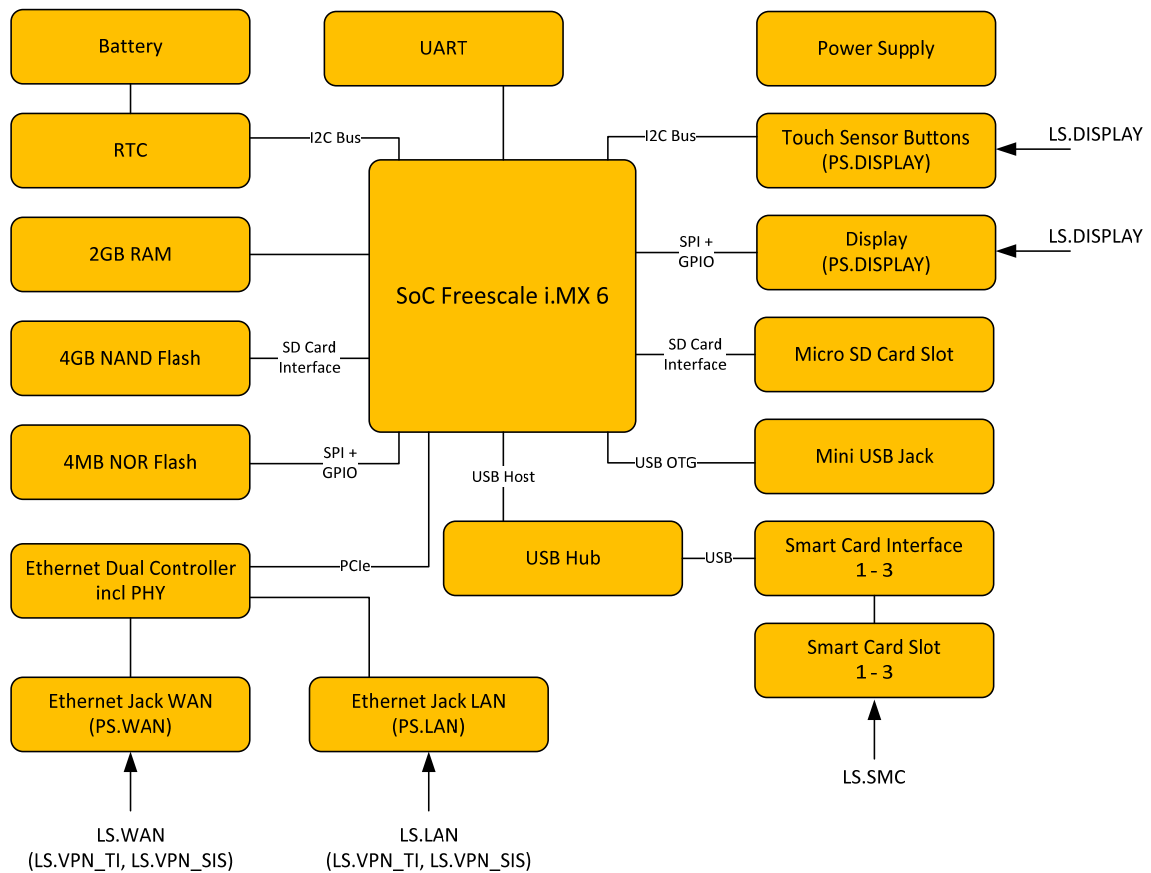 Battery
UART
Power Supply
RTC
I2C Bus
I2C Bus
Touch Sensor Buttons
(PS.DISPLAY)
LS.DISPLAY
2GB RAM
SoC Freescale i.MX 6
SPI +
GPIO
Display
(PS.DISPLAY)
LS.DISPLAY
4GB NAND Flash
SD Card
Interface
SD Card
Interface
Micro SD Card Slot
4MB NOR Flash
SPI +
GPIO
USB Host
USB OTG
Mini USB Jack
Ethernet Dual Controller
incl PHY
PCIe
USB Hub
USB
Smart Card Interface
1 - 3
Smart Card Slot
1 - 3
Ethernet Jack WAN
(PS.WAN)
Ethernet Jack LAN
(PS.LAN)
LS.SMC
LS.WAN
(LS.VPN_TI, LS.VPN_SIS)
LS.LAN
(LS.VPN_TI, LS.VPN_SIS)